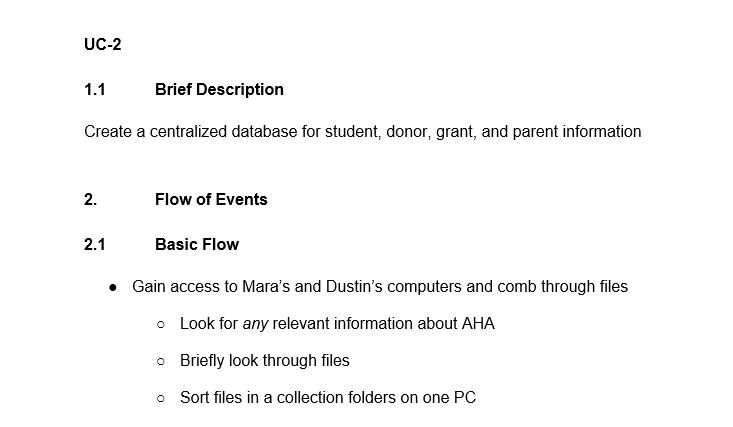 UC-2
1.1 Brief Description
Create a centralized database for student, donor, grant, and parent information
2. Flow of Events
2.1 Basic Flow
● Gain access to Mara’s and Dustin’s computers and comb through files
○ Look for any relevant information about AHA
○ Briefly look through files
○ Sort files in a collection folders on one PC